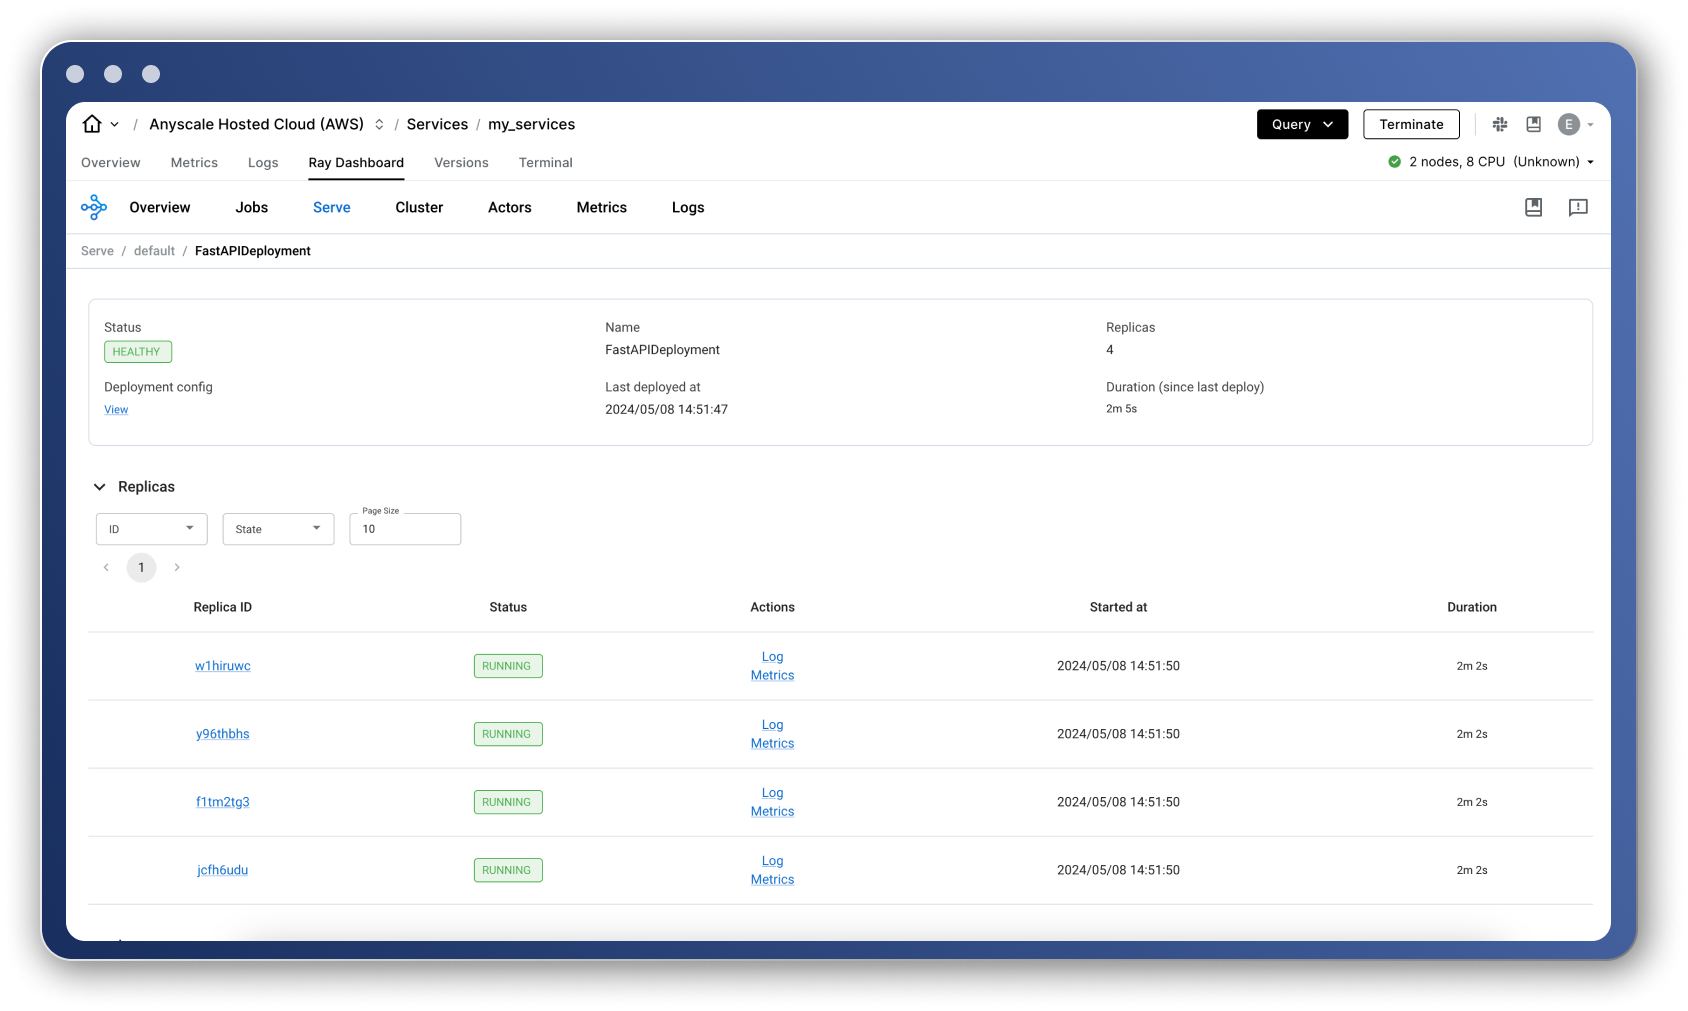 / Anyscale Hosted Cloud (AWS) / Services / my_services Query Terminate E
Overview Metrics Logs Ray Dashboard Versions Terminal 2 nodes, 8 CPU (Unknown)
Overview Jobs Serve Cluster Actors Metrics Logs
Serve / default / FastAPIDeployment
Status Name Replicas
HEALTHY FastAPIDeployment 4
Deployment config Last deployed at Duration (since last deploy)
View 2024/05/08 14:51:47 2m 5s
Replicas
Page Size
ID State 10
1
Replica ID Status Actions Started at Duration
w1hiruwc RUNNING Log Metrics 2024/05/08 14:51:50 2m 2s
y96thbhs RUNNING Log Metrics 2024/05/08 14:51:50 2m 2s
f1tm2tg3 RUNNING Log Metrics 2024/05/08 14:51:50 2m 2s
jcfh6udu RUNNING Log Metrics 2024/05/08 14:51:50 2m 2s